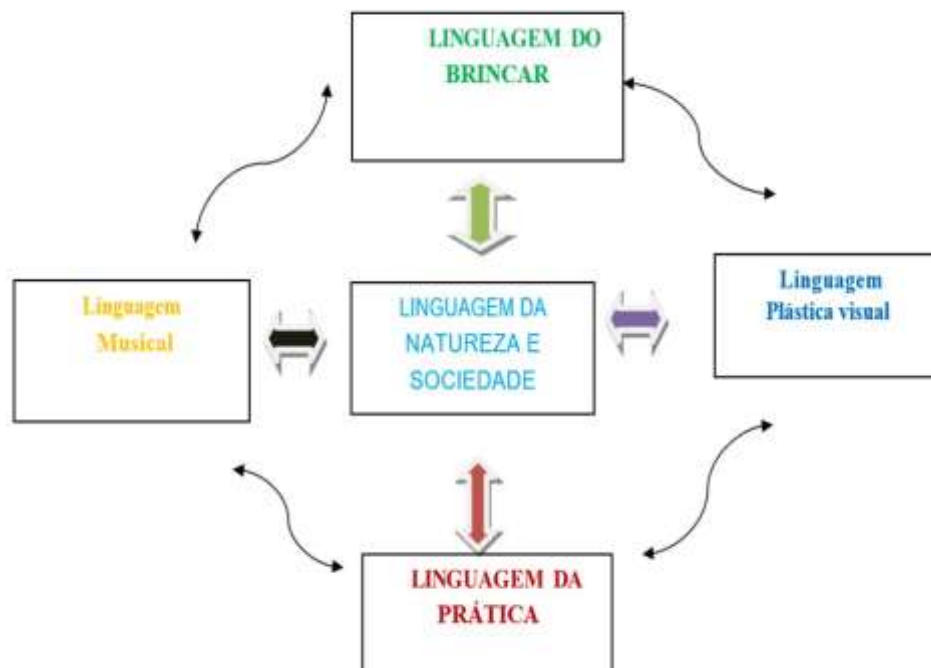 LINGUAGEM DO
BRINCAR
Linguagem
Musical
LINGUAGEM DA
NATUREZA E
SOCIEDADE
Linguagem
Plástica visual
LINGUAGEM DA
PRÁTICA